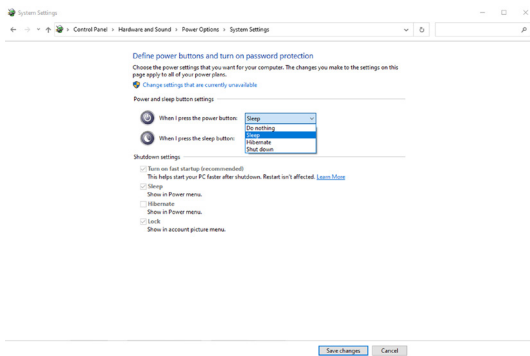 System Settings
Control Panel > Hardware and Sound > Power Options > System Settings
Define power buttons and turn on password protection
Choose the power settings that you want for your computer. The changes you make to the settings on this
page apply to all of your power plans.
Change settings that are currently unavailable
Power and sleep button settings
When I press the power button: Sleep
Do nothing
Sleep
Hibernate
Shut down
When I press the sleep button:
Shutdown settings
Turn on fast startup (recommended)
This helps start your PC faster after shutdown. Restart isn't affected. Learn More
Sleep
Show in Power menu.
Hibernate
Show in Power menu.
Lock
Show in account picture menu.
Save changes Cancel